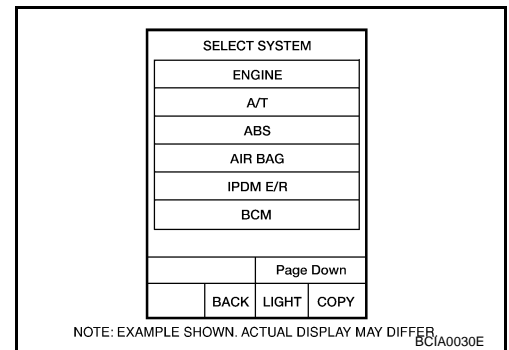 SELECT SYSTEM
ENGINE
A/T
ABS
AIR BAG
IPDM E/R
BCM
Page Down
BACK LIGHT COPY
NOTE: EXAMPLE SHOWN. ACTUAL DISPLAY MAY DIFFER.
BCIA0030E